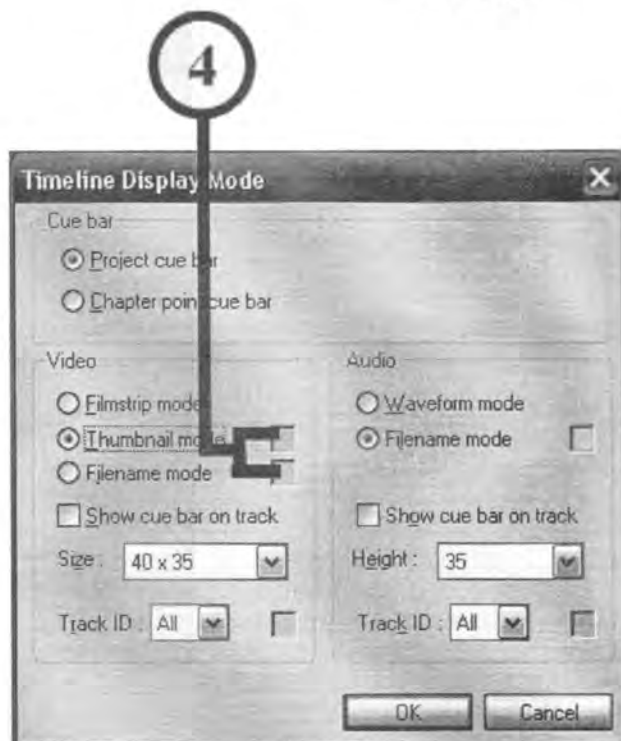 4
Timeline Display Mode
Cue bar
Project cue bar
Chapter point cue bar
Video
Filmstrip mode
Thumbnail mode
Filename mode
Show cue bar on track
Size : 40 x 35
Track ID : All
Audio
Waveform mode
Filename mode
Show cue bar on track
Height : 35
Track ID : All
OK Cancel